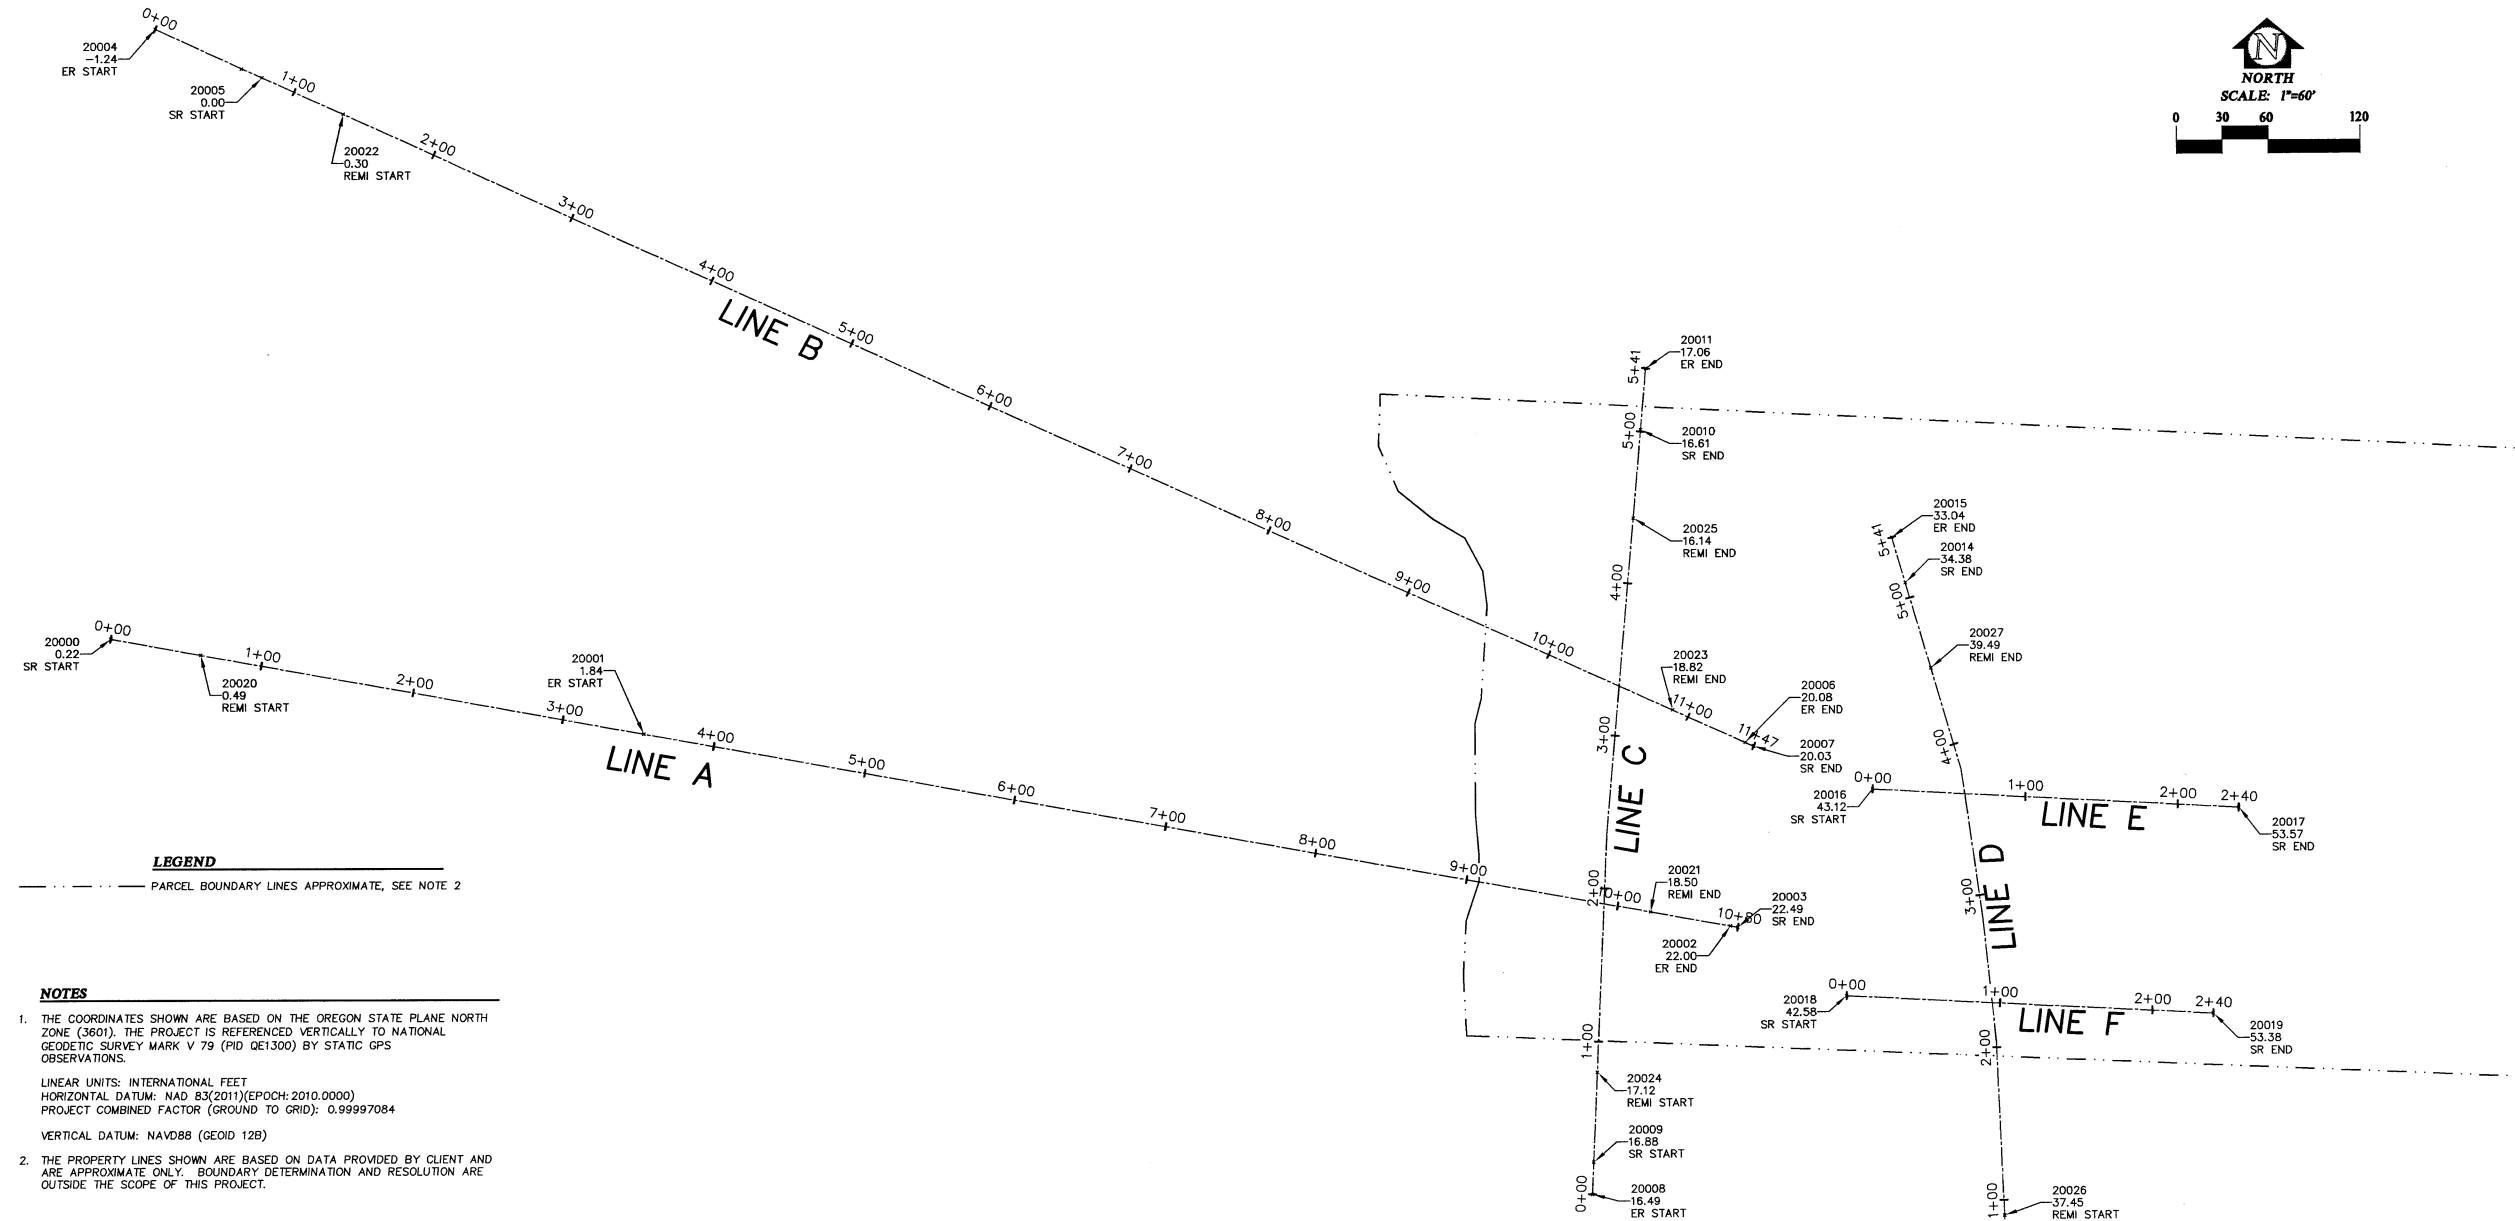 0+00
20004
-1.24
ER START
20005
0.00
SR START
1+00
20022
0.30
REMI START
2+00
3+00
4+00
LINE B
5+00
6+00
7+00
8+00
9+00
10+00
20023
18.82
REMI END
11+00
11+47
20006
20.08
ER END
20007
20.03
SR END
N
NORTH
SCALE: 1"=60'
0 30 60 120
20000
0.22
SR START
0+00
20020
0.49
REMI START
1+00
2+00
3+00
20001
1.84
ER START
LINE A
4+00
5+00
6+00
7+00
8+00
9+00
10+00
20021
18.50
REMI END
10+80
20003
22.49
SR END
20002
22.00
ER END
5+41
20011
17.06
ER END
5+00
20010
16.61
SR END
20025
16.14
REMI END
4+00
3+00
LINE C
2+00
1+00
20024
17.12
REMI START
20009
16.88
SR START
0+00
20008
16.49
ER START
5+41
20015
33.04
ER END
20014
34.38
SR END
5+00
20027
39.49
REMI END
4+00
3+00
LINE D
2+00
1+00
20026
37.45
REMI START
0+00
20016
43.12
SR START
1+00
LINE E
2+00
2+40
20017
53.57
SR END
0+00
20018
42.58
SR START
1+00
LINE F
2+00
2+40
20019
53.38
SR END
LEGEND
PARCEL BOUNDARY LINES APPROXIMATE, SEE NOTE 2
NOTES
1. THE COORDINATES SHOWN ARE BASED ON THE OREGON STATE PLANE NORTH
ZONE (3601). THE PROJECT IS REFERENCED VERTICALLY TO NATIONAL
GEODETIC SURVEY MARK V 79 (PID QE1300) BY STATIC GPS
OBSERVATIONS.
LINEAR UNITS: INTERNATIONAL FEET
HORIZONTAL DATUM: NAD 83(2011)(EPOCH: 2010.0000)
PROJECT COMBINED FACTOR (GROUND TO GRID): 0.99997084
VERTICAL DATUM: NAVD88 (GEOID 12B)
2. THE PROPERTY LINES SHOWN ARE BASED ON DATA PROVIDED BY CLIENT AND
ARE APPROXIMATE ONLY. BOUNDARY DETERMINATION AND RESOLUTION ARE
OUTSIDE THE SCOPE OF THIS PROJECT.